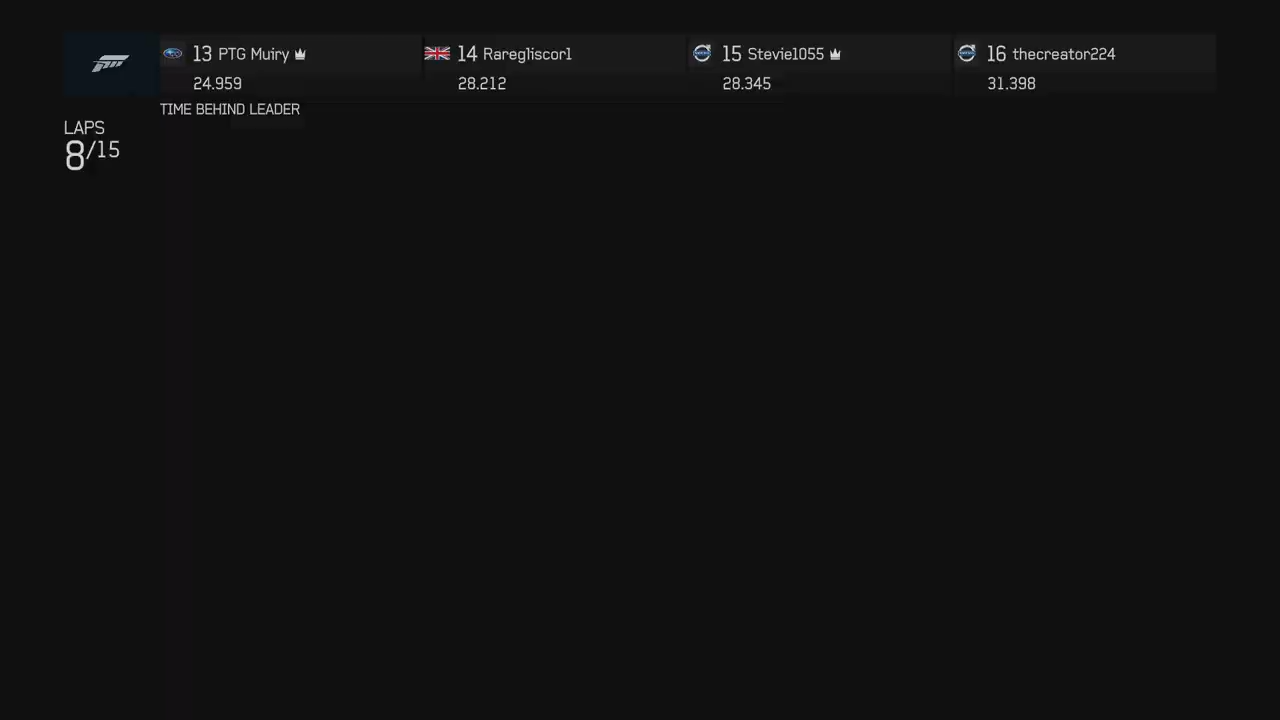 13 PTG Muiry
24.959
14 Raregliscorl
28.212
15 Stevie1055
28.345
16 thecreator224
31.398
TIME BEHIND LEADER
LAPS
8/15